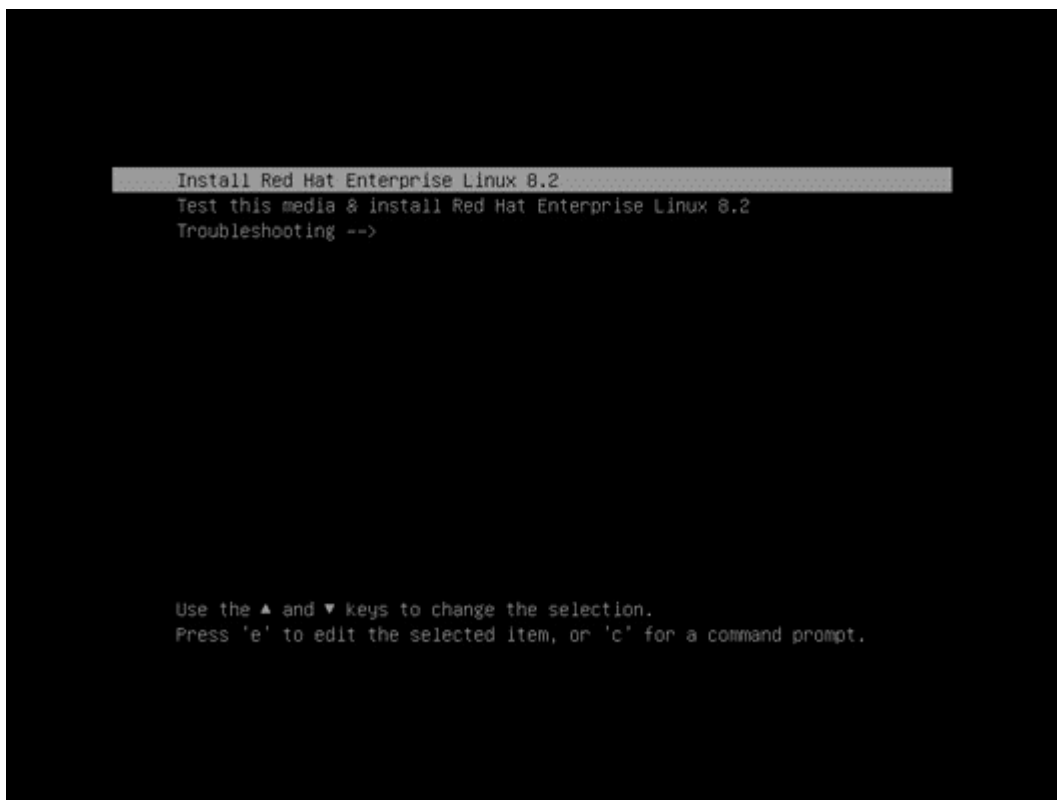 Install Red Hat Enterprise Linux 8.2
Test this media & install Red Hat Enterprise Linux 8.2
Troubleshooting -->
Use the ▲ and ▼ keys to change the selection.
Press 'e' to edit the selected item, or 'c' for a command prompt.